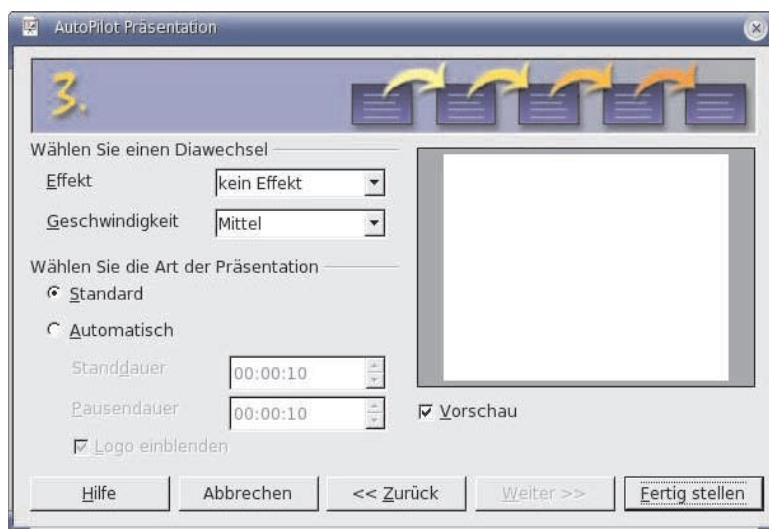 AutoPilot Präsentation
3.
Wählen Sie einen Diawechsel
Effekt
kein Effekt
Geschwindigkeit
Mittel
Wählen Sie die Art der Präsentation
Standard
Automatisch
Standdauer
00:00:10
Pausendauer
00:00:10
Logo einblenden
Vorschau
Hilfe
Abbrechen
<< Zurück
Weiter >>
Fertig stellen